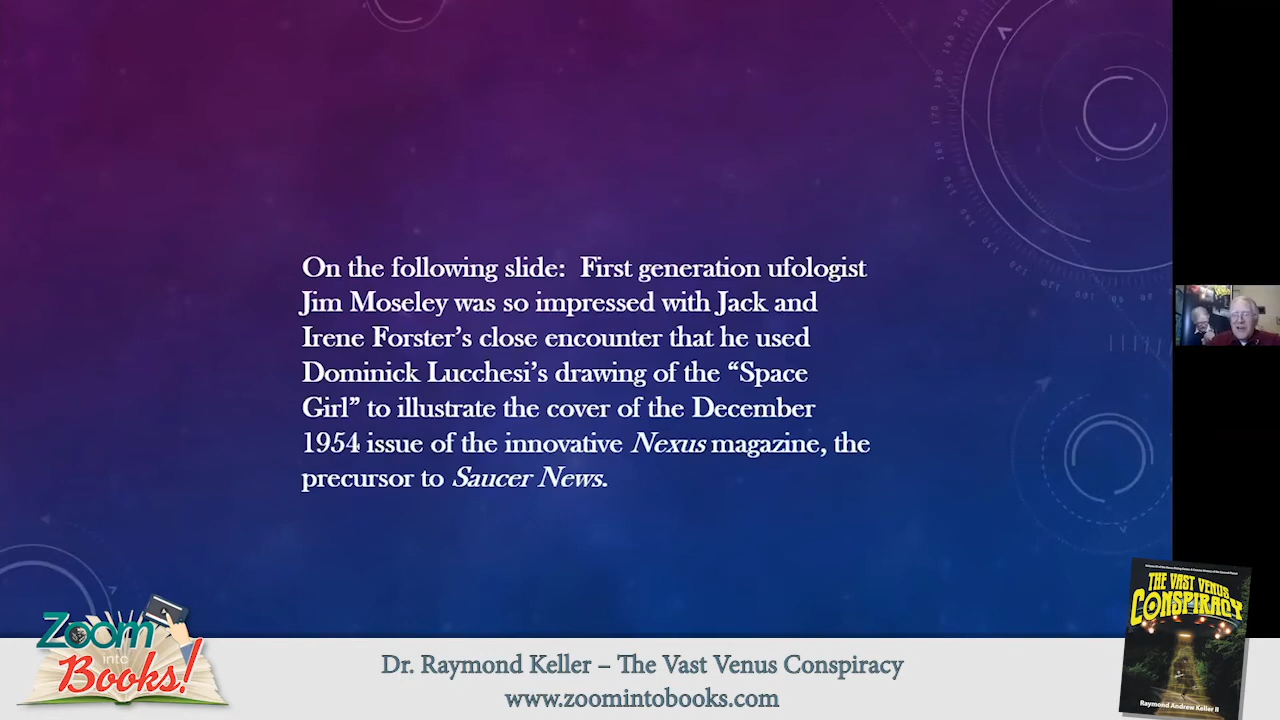 On the following slide:  First generation ufologist
Jim Moseley was so impressed with Jack and
Irene Forster’s close encounter that he used
Dominick Lucchesi’s drawing of the “Space
Girl” to illustrate the cover of the December
1954 issue of the innovative Nexus magazine, the
precursor to Saucer News.
Zoom
into
Books!
Dr. Raymond Keller – The Vast Venus Conspiracy
www.zoomintobooks.com
THE VAST VENUS
CONSPIRACY
Raymond Andrew Keller II